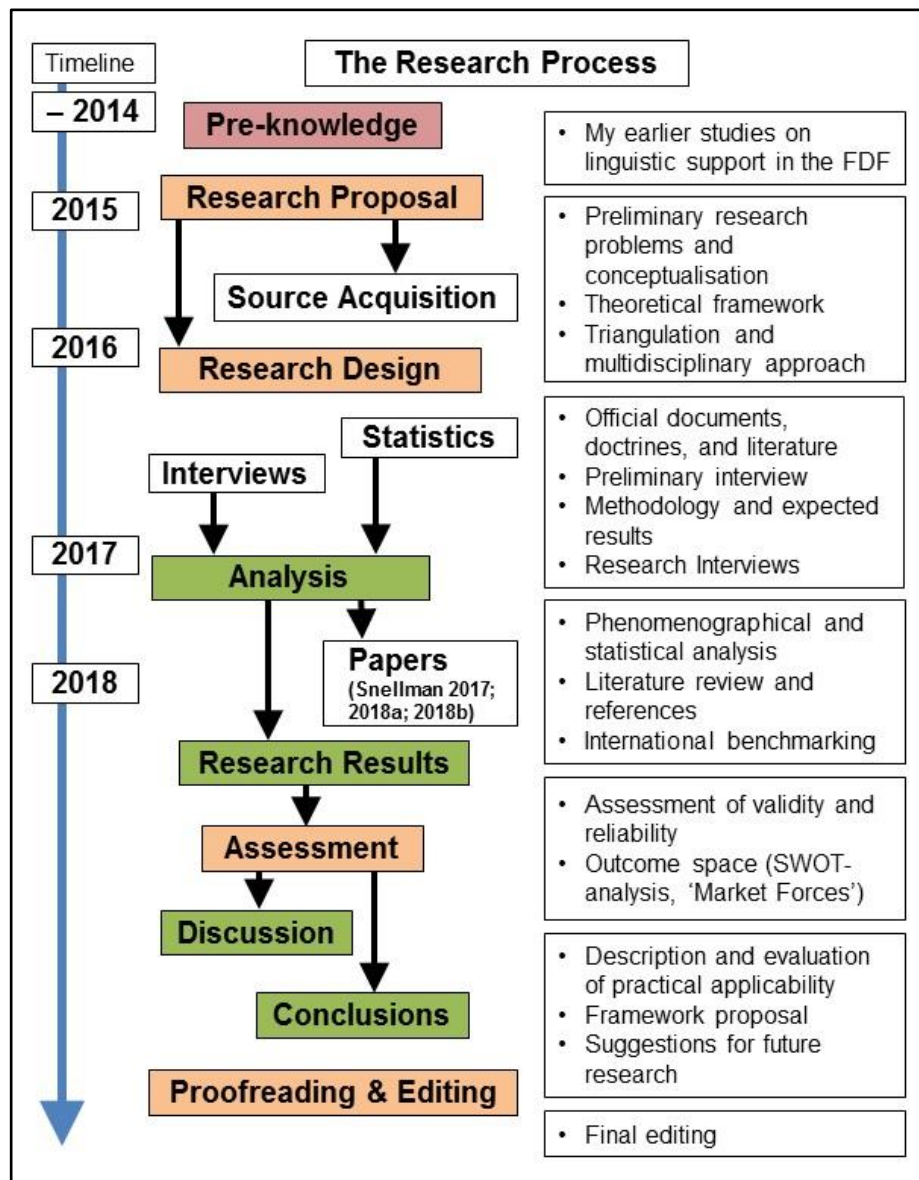 The Research Process
Timeline
– 2014
Pre-knowledge
• My earlier studies on
linguistic support in the FDF
2015
Research Proposal
• Preliminary research
problems and
conceptualisation
• Theoretical framework
• Triangulation and
multidisciplinary approach
Source Acquisition
2016
Research Design
Statistics
Interviews
• Official documents,
doctrines, and literature
• Preliminary interview
• Methodology and expected
results
• Research Interviews
2017
Analysis
Papers
(Snellman 2017;
2018a; 2018b)
• Phenomenographical and
statistical analysis
• Literature review and
references
• International benchmarking
2018
Research Results
Assessment
• Assessment of validity and
reliability
• Outcome space (SWOT-
analysis, ‘Market Forces’)
Discussion
Conclusions
• Description and evaluation
of practical applicability
• Framework proposal
• Suggestions for future
research
Proofreading & Editing
• Final editing